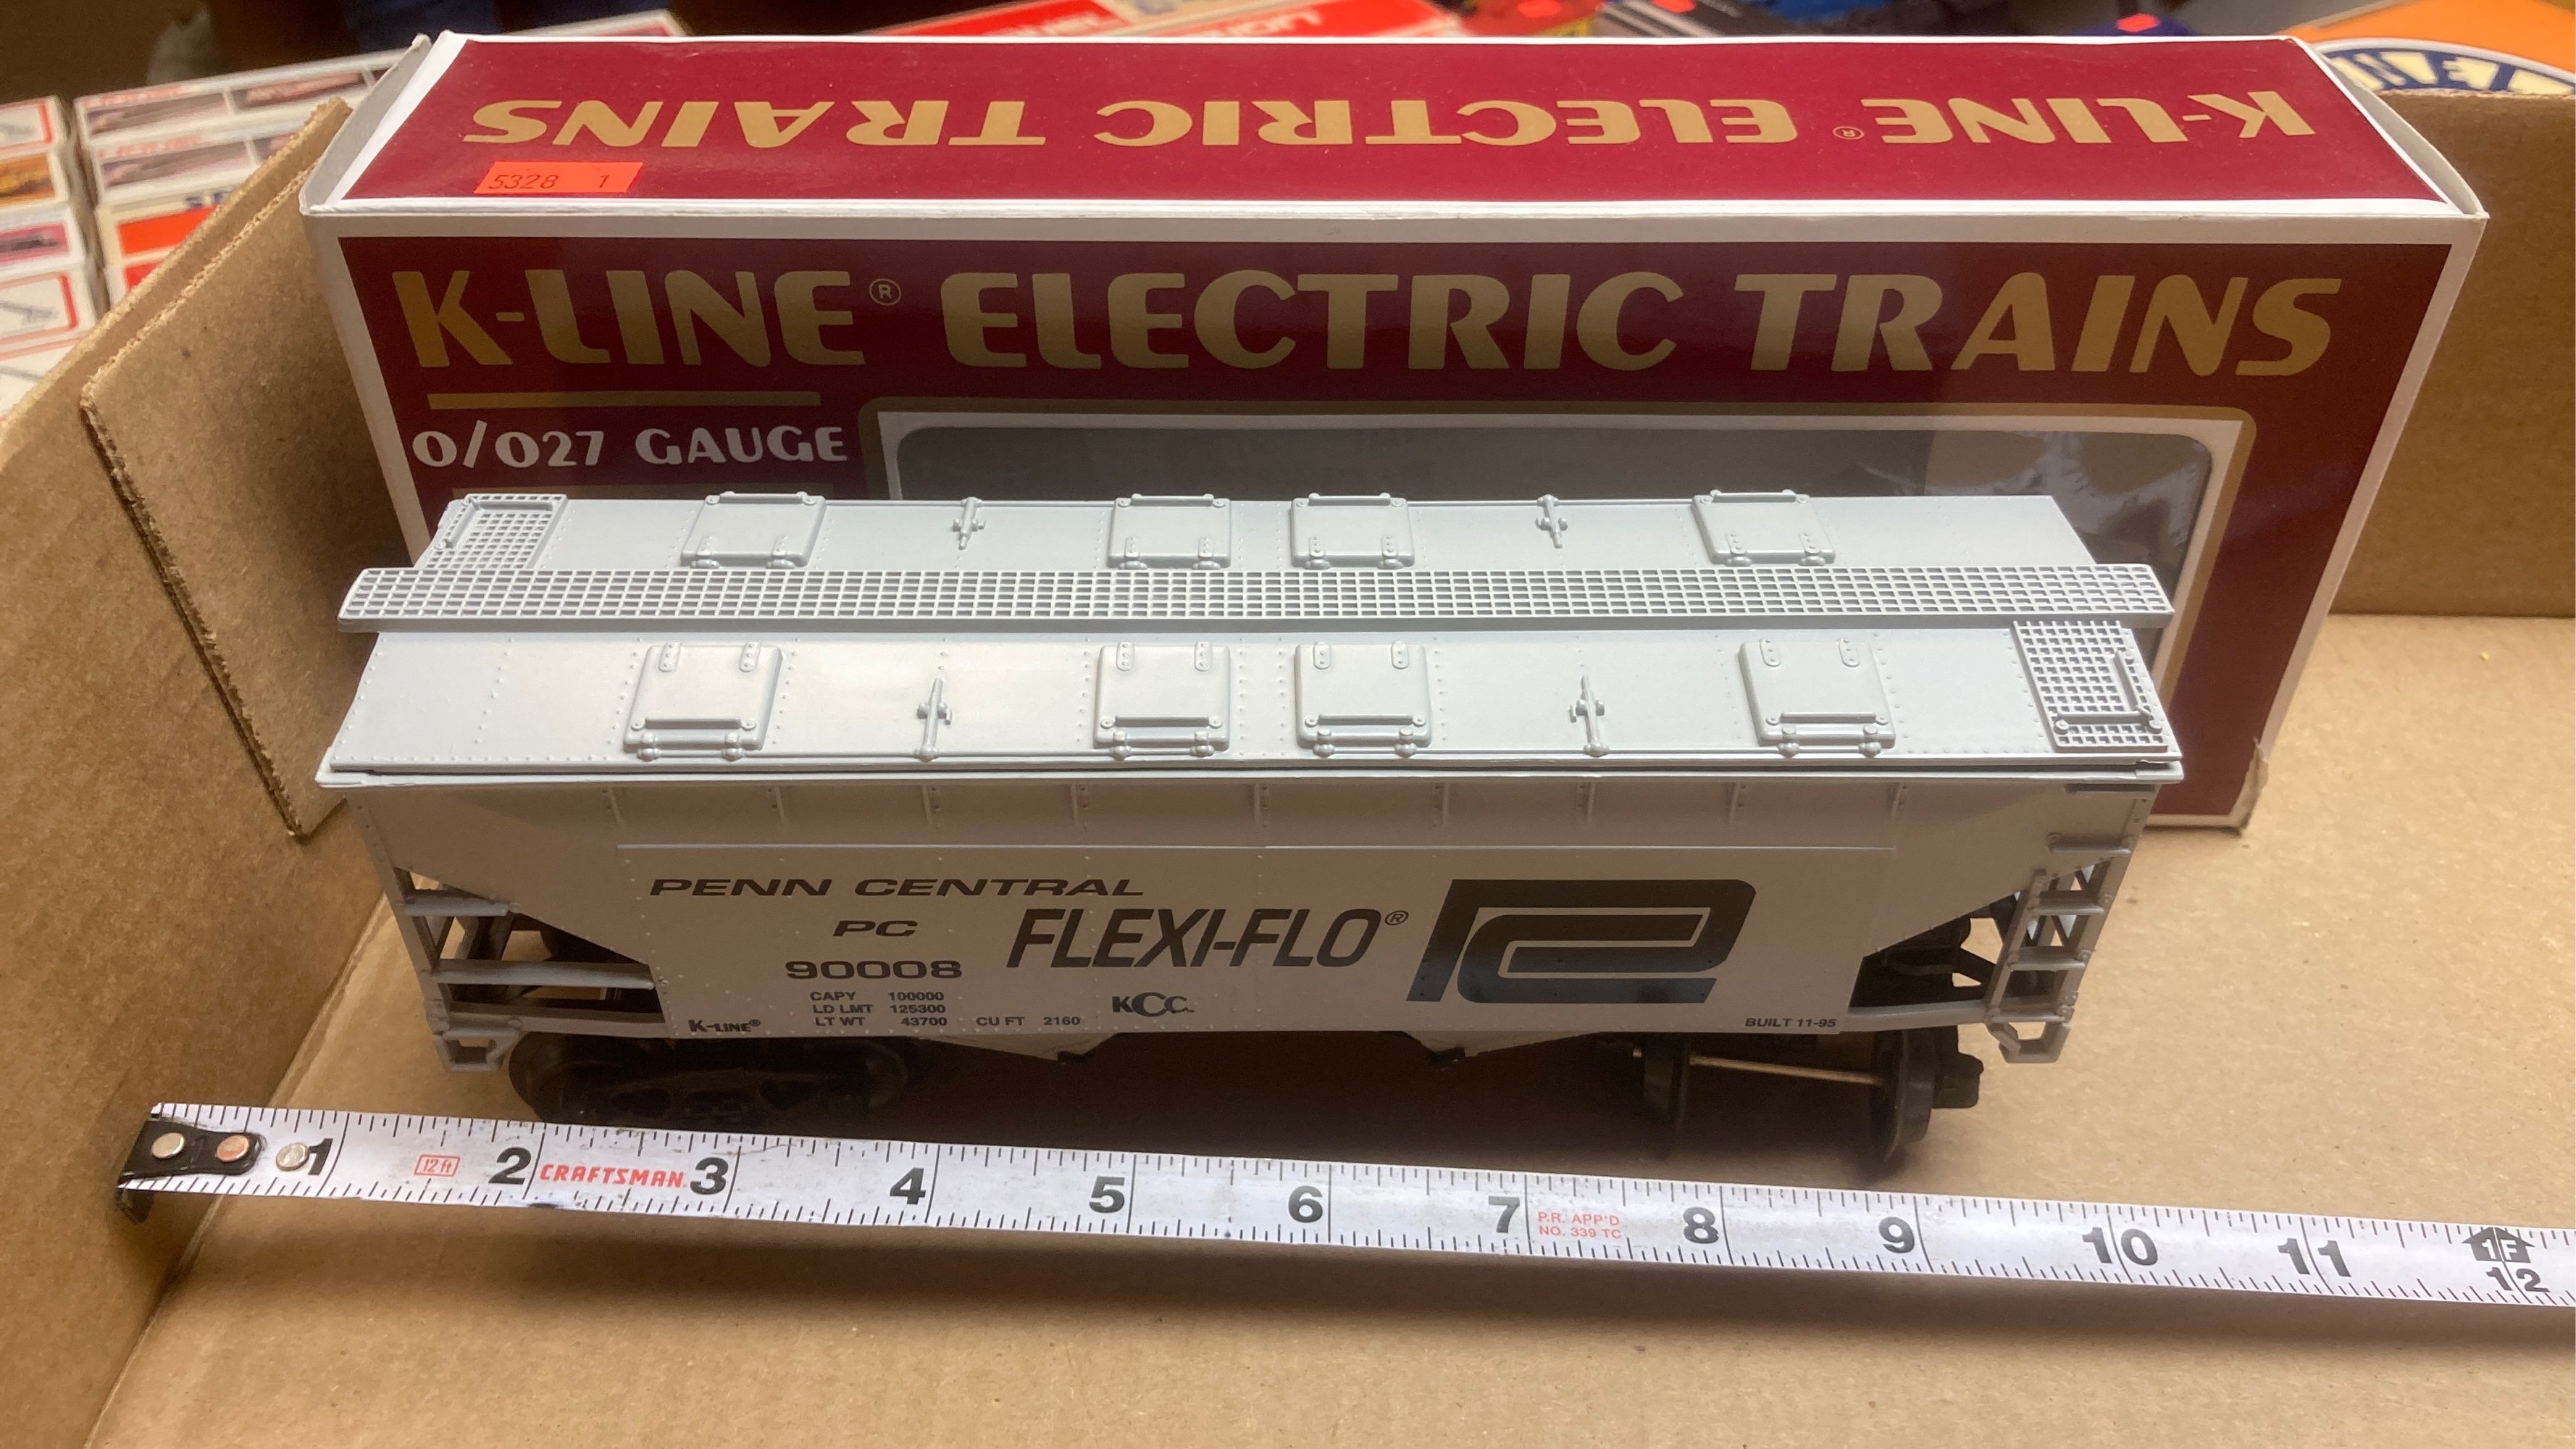 K-LINE® ELECTRIC TRAINS
5328 1
K-LINE® ELECTRIC TRAINS
O/O27 GAUGE
PENN CENTRAL
PC
FLEXI-FLO®
90008
CAPY 100000
LD LMT 125300
LT WT 43700 CU FT 2160
KCC.
K-LINE®
BUILT 11-95
1 2 3 4 5 6 7 8 9 10 11 12
12 ft
CRAFTSMAN
P.R. APP'D
NO. 339 TC
1F